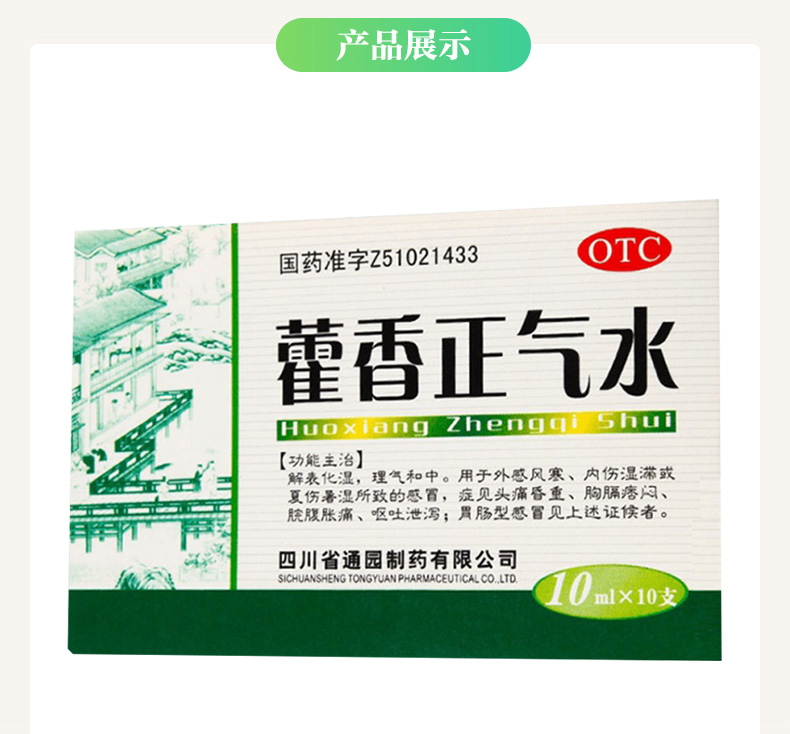 产品展示
国药准字Z51021433
OTC
藿香正气水
Huoxiang Zhengqi Shui
【功能主治】
解表化湿，理气和中。用于外感风寒、内伤湿滞或
夏伤暑湿所致的感冒，症见头痛昏重、胸膈痞闷、
脘腹胀痛、呕吐泄泻；胃肠型感冒见上述证候者。
四川省通园制药有限公司
SICHUANSHENG TONGYUAN PHARMACEUTICAL CO.,LTD.
10ml×10支